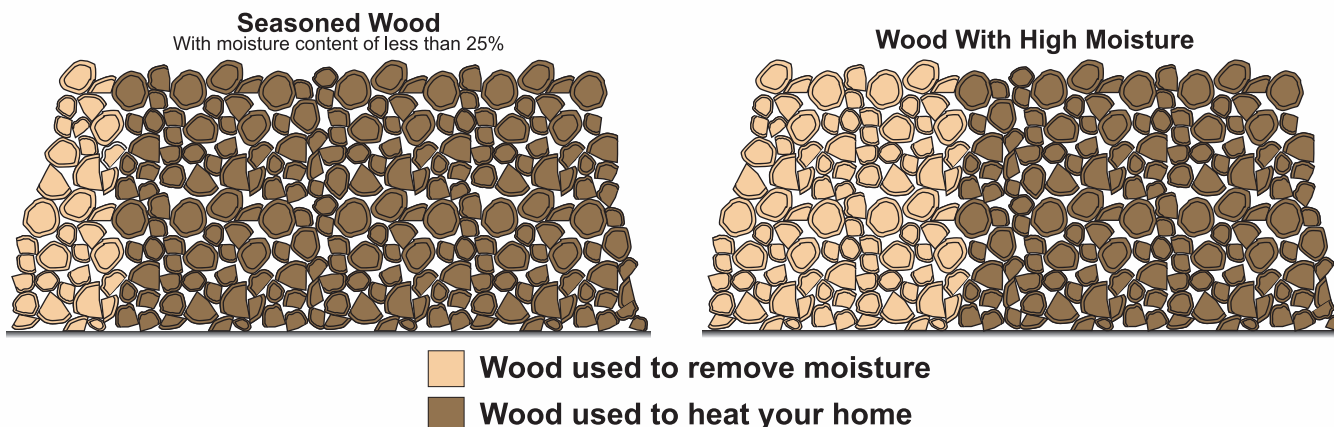 Seasoned Wood
With moisture content of less than 25%
Wood With High Moisture
Wood used to remove moisture
Wood used to heat your home